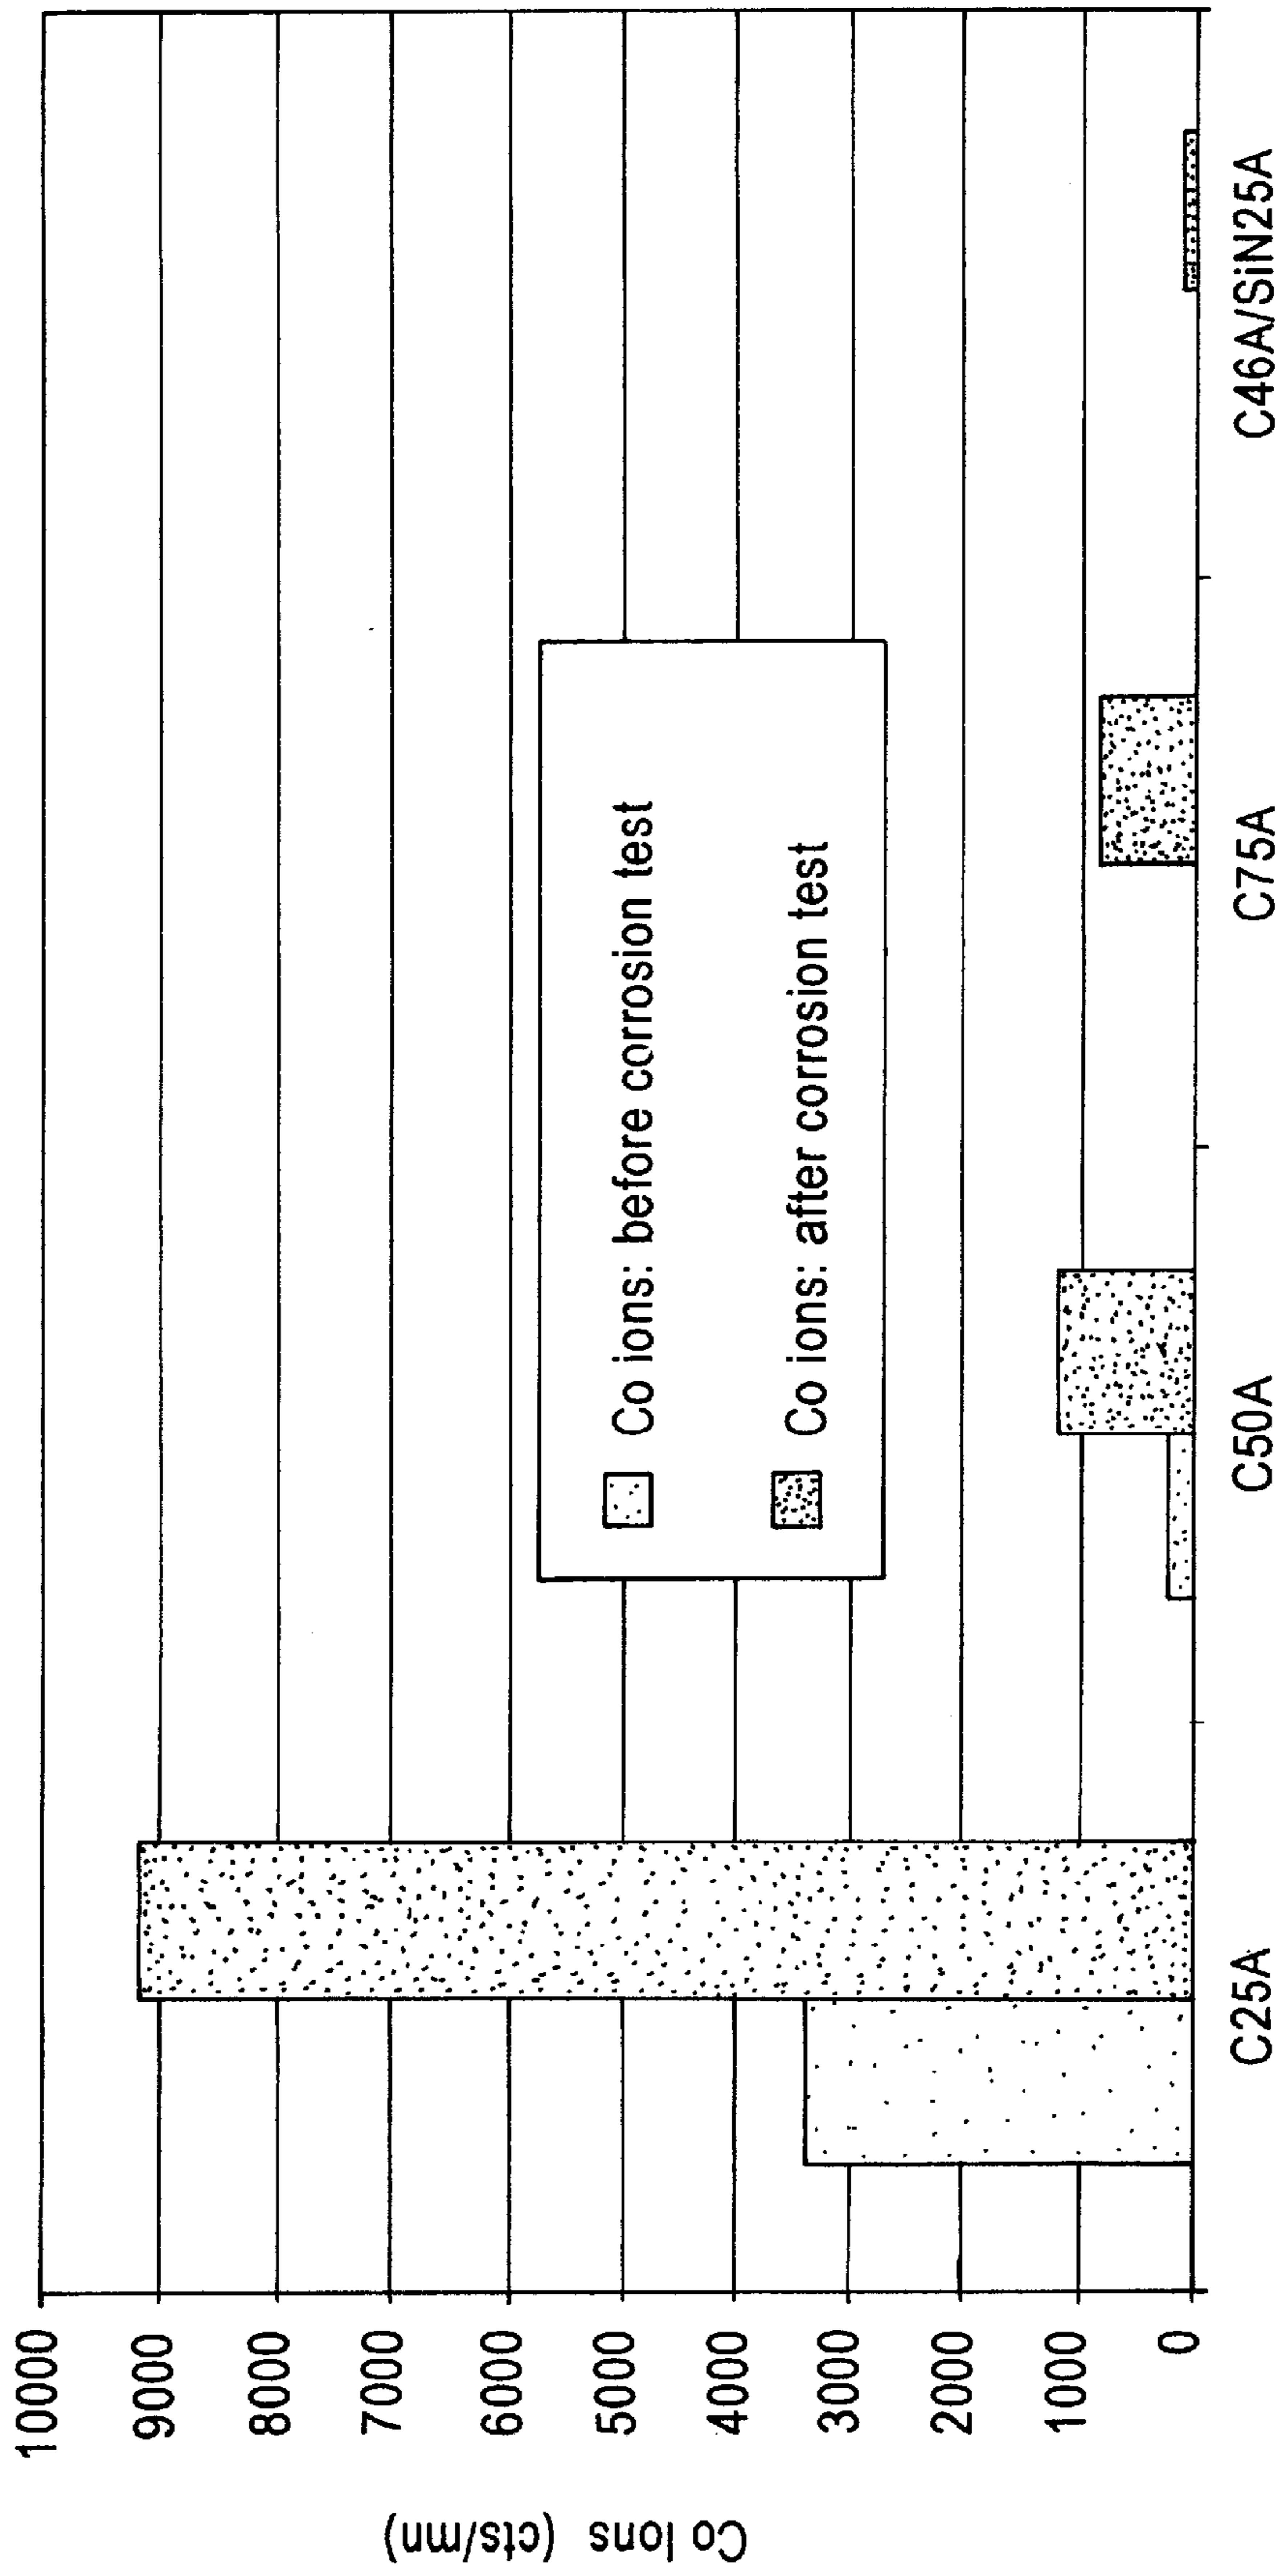 Co Ions (cts/mn)
10000
9000
8000
7000
6000
5000
4000
3000
2000
1000
0
Co ions: before corrosion test
Co ions: after corrosion test
C25A
C50A
C75A
C46A/SiN25A